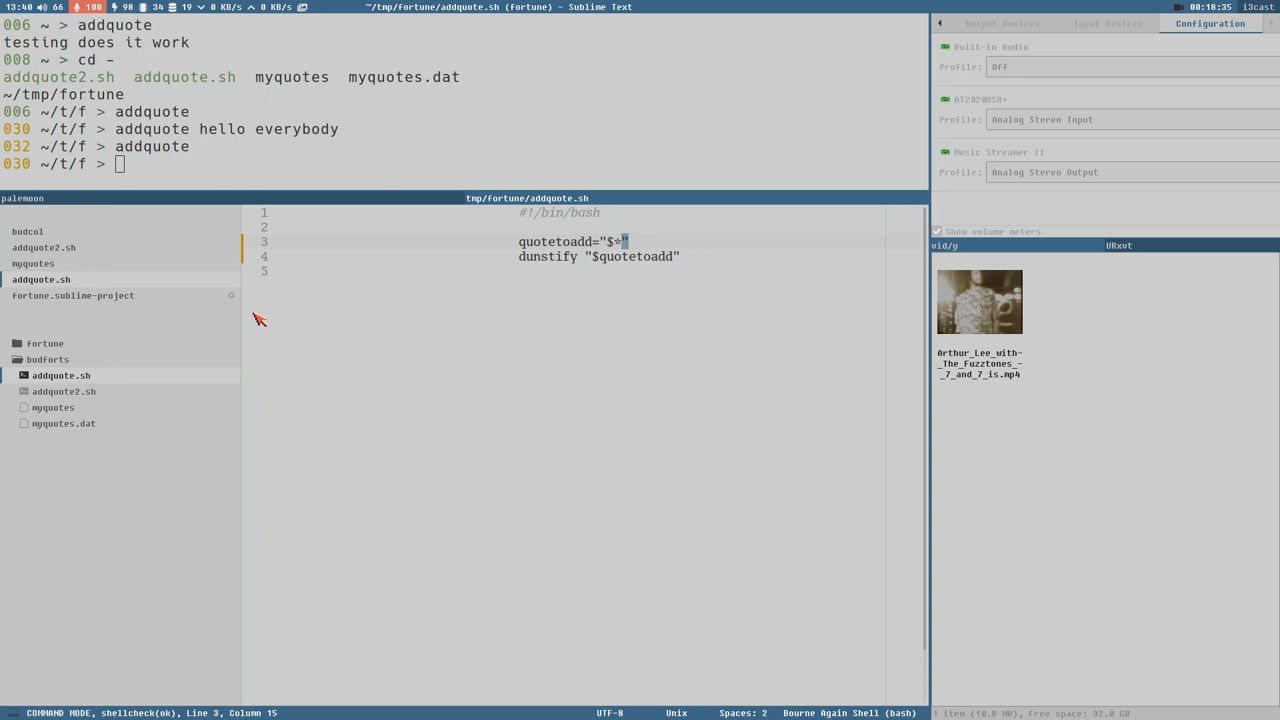 13:40 66 100 98 34 19 0 KB/s 0 KB/s ~/tmp/fortune/addquote.sh (fortune) - Sublime Text 00:18:35 i3cast
006 ~ > addquote
testing does it work
008 ~ > cd -
addquote2.sh addquote.sh myquotes myquotes.dat
~/tmp/fortune
006 ~/t/f > addquote
030 ~/t/f > addquote hello everybody
032 ~/t/f > addquote
030 ~/t/f >
palemoon tmp/fortune/addquote.sh
budcol
addquote2.sh
myquotes
addquote.sh
fortune.sublime-project
fortune
budforts
addquote.sh
addquote2.sh
myquotes
myquotes.dat
1 #!/bin/bash
2
3 quotetoadd="$*"
4 dunstify "$quotetoadd"
5
Output Devices Input Devices Configuration
Built-in Audio
Profile: Off
AT2020USB+
Profile: Analog Stereo Input
Music Streamer II
Profile: Analog Stereo Output
Show volume meters
vid/y URxvt
Arthur_Lee_with-
_The_Fuzztones_-
_7_and_7_is.mp4
COMMAND MODE, shellcheck(ok), Line 3, Column 15 UTF-8 Unix Spaces: 2 Bourne Again Shell (bash)
1 item (10.8 MB), Free space: 32.0 GB